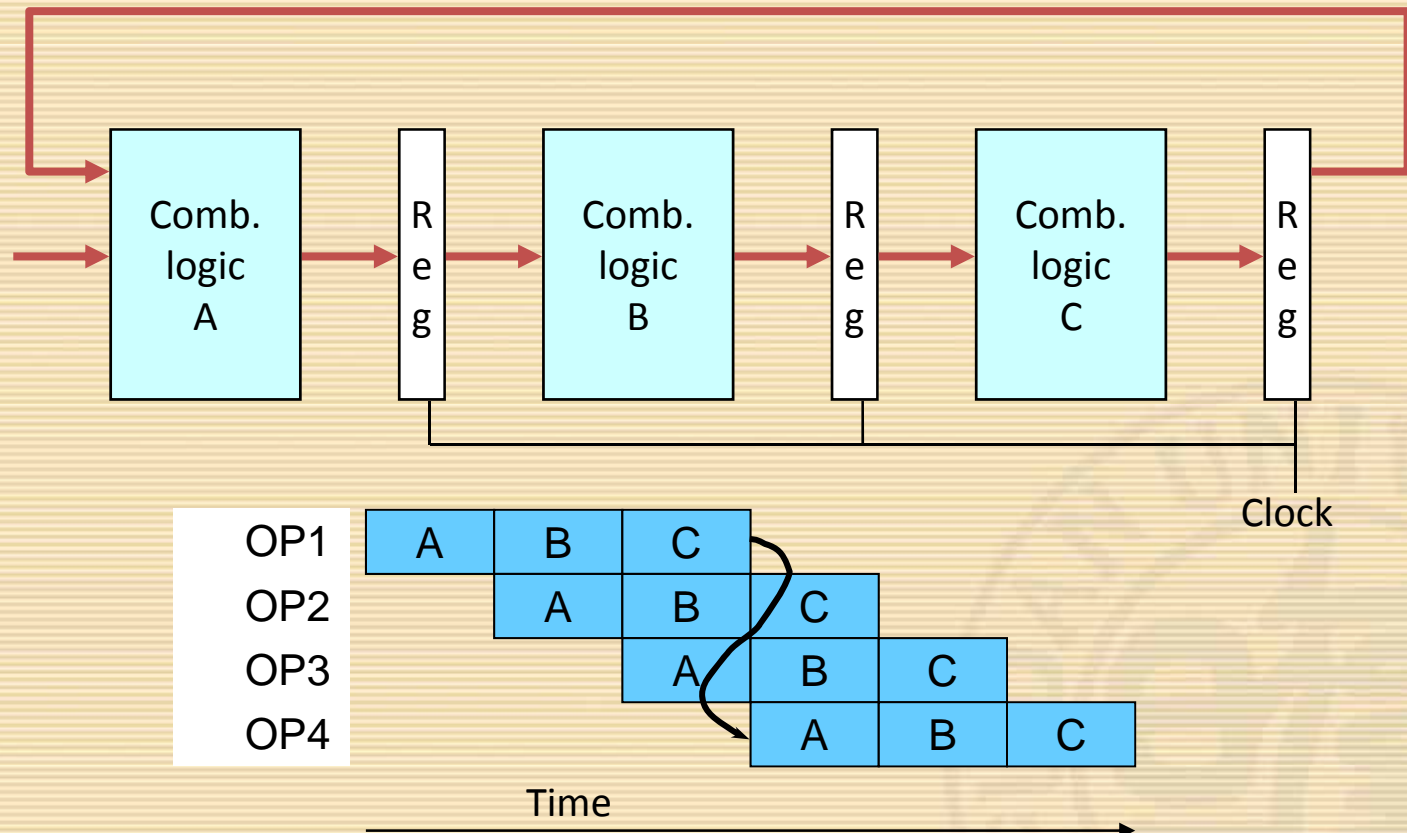 Comb.
logic
A
R
e
g
Comb.
logic
B
R
e
g
Comb.
logic
C
R
e
g
Clock
OP1 A B C
OP2 A B C
OP3 A B C
OP4 A B C
Time